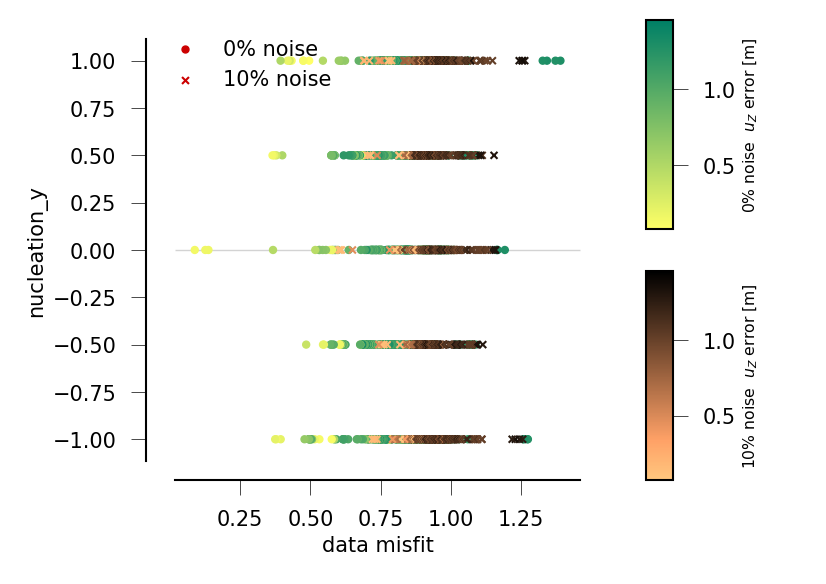 0% noise
10% noise
1.00
0.75
0.50
0.25
0.00
−0.25
−0.50
−0.75
−1.00
nucleation_y
0.25 0.50 0.75 1.00 1.25
data misfit
1.0
0.5
0% noise uz error [m]
1.0
0.5
10% noise uz error [m]